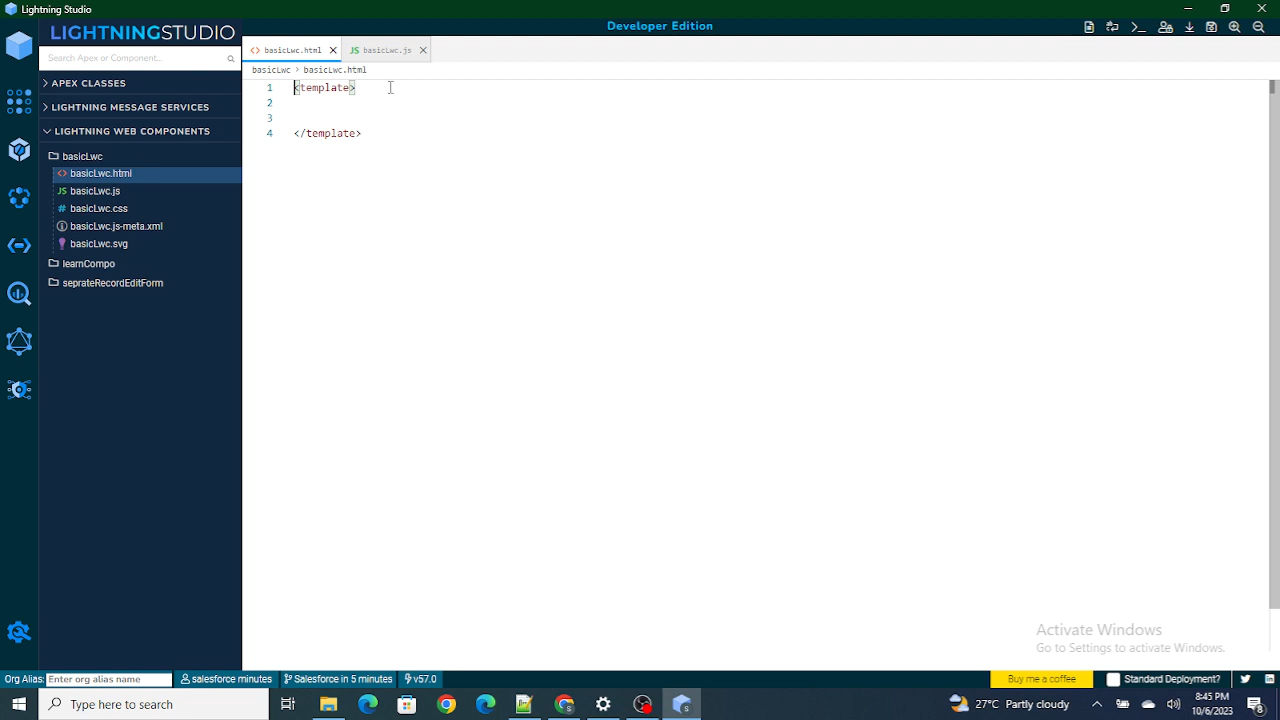 Lightning Studio
LIGHTNINGSTUDIO
Developer Edition
Search Apex or Component...
APEX CLASSES
LIGHTNING MESSAGE SERVICES
LIGHTNING WEB COMPONENTS
basicLwc
<> basicLwc.html
JS basicLwc.js
# basicLwc.css
basicLwc.js-meta.xml
basicLwc.svg
learnCompo
seprateRecordEditForm
<> basicLwc.html
JS basicLwc.js
basicLwc > basicLwc.html
1 <template>
2
3
4 </template>
Activate Windows
Go to Settings to activate Windows.
Org Alias: Enter org alias name
salesforce minutes
Salesforce in 5 minutes
v57.0
Buy me a coffee
Standard Deployment?
Type here to search
27°C Partly cloudy
8:45 PM
10/6/2023
8